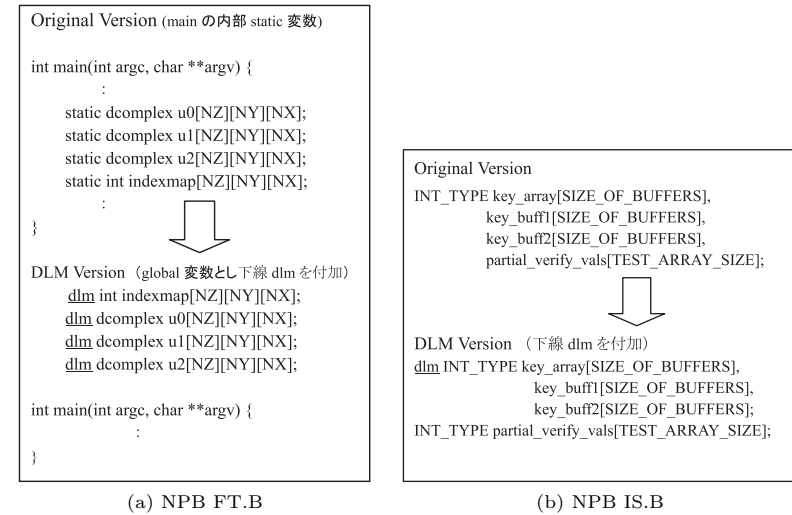 Original Version (main の内部 static 変数)
int main(int argc, char **argv) {
:
static dcomplex u0[NZ][NY][NX];
static dcomplex u1[NZ][NY][NX];
static dcomplex u2[NZ][NY][NX];
static int indexmap[NZ][NY][NX];
:
}
DLM Version （global 変数とし下線 dlm を付加）
dlm int indexmap[NZ][NY][NX];
dlm dcomplex u0[NZ][NY][NX];
dlm dcomplex u1[NZ][NY][NX];
dlm dcomplex u2[NZ][NY][NX];
int main(int argc, char **argv) {
:
}
(a) NPB FT.B
Original Version
INT_TYPE key_array[SIZE_OF_BUFFERS],
key_buff1[SIZE_OF_BUFFERS],
key_buff2[SIZE_OF_BUFFERS],
partial_verify_vals[TEST_ARRAY_SIZE];
DLM Version （下線 dlm を付加）
dlm INT_TYPE key_array[SIZE_OF_BUFFERS],
key_buff1[SIZE_OF_BUFFERS],
key_buff2[SIZE_OF_BUFFERS];
INT_TYPE partial_verify_vals[TEST_ARRAY_SIZE];
(b) NPB IS.B